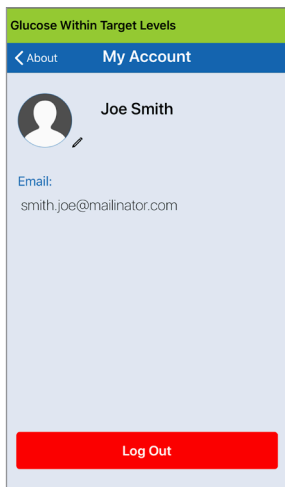 Glucose Within Target Levels
About
My Account
Joe Smith
Email:
smith.joe@mailinator.com
Log Out